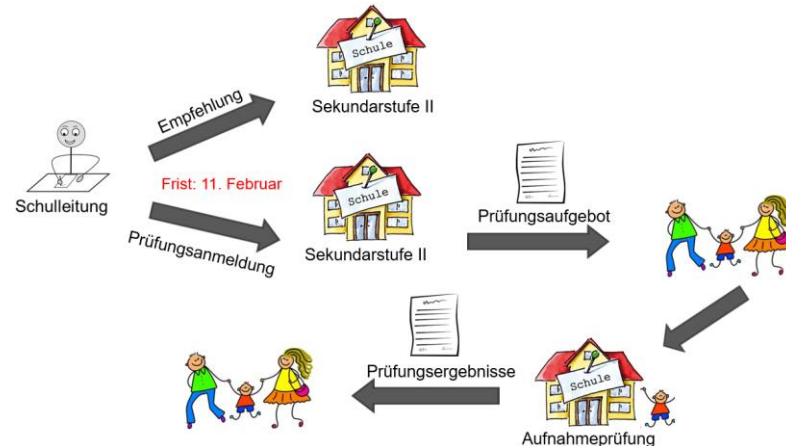 Schule
Sekundarstufe II
Empfehlung
Schulleitung
Frist: 11. Februar
Prüfungsanmeldung
Schule
Sekundarstufe II
Prüfungsaufgebot
Prüfungsergebnisse
Schule
Aufnahmeprüfung